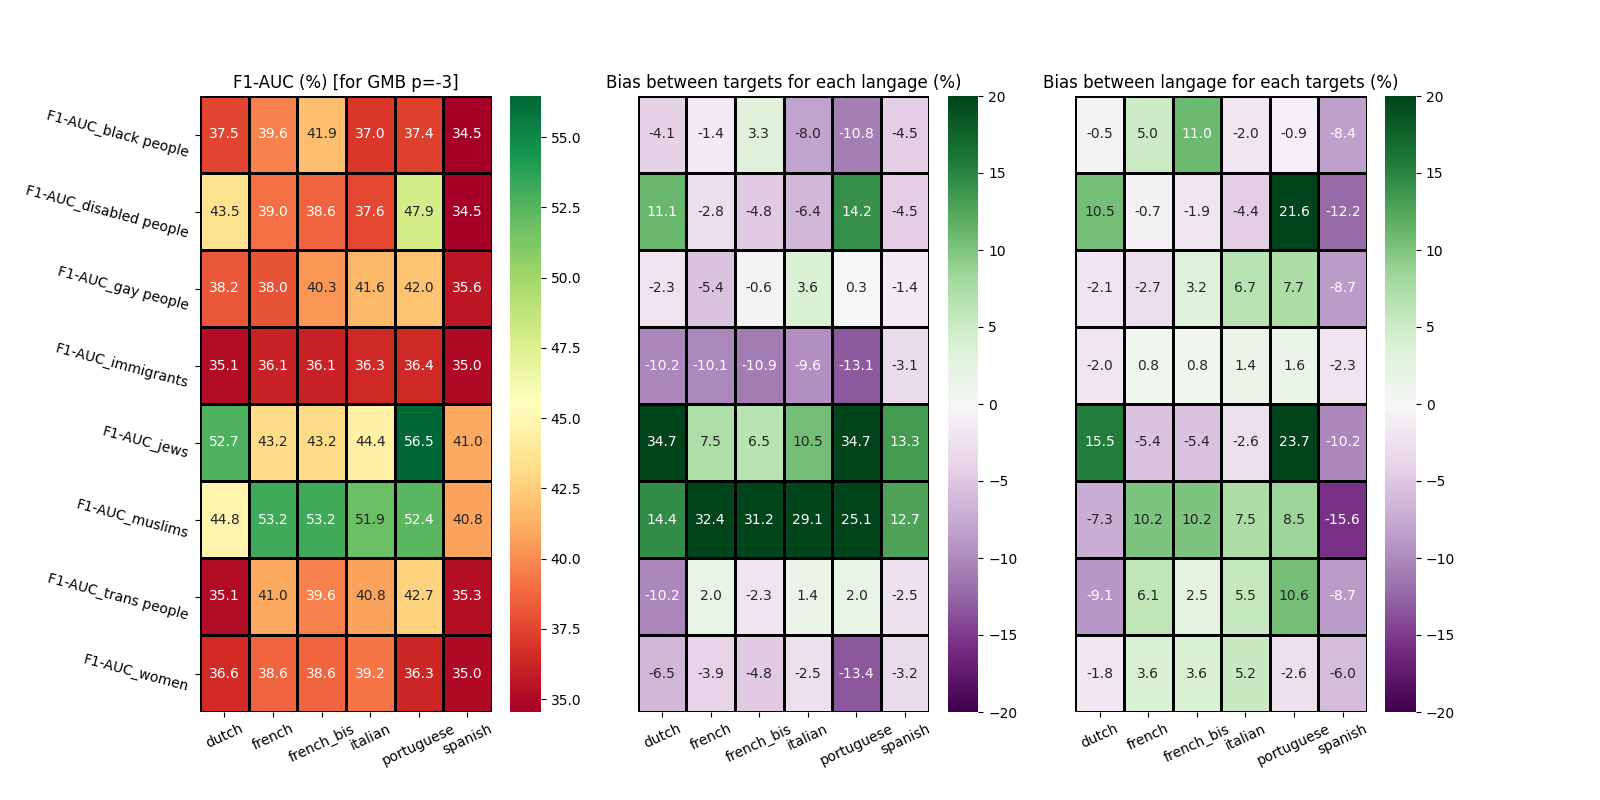 F1-AUC (%) [for GMB p=-3]
Bias between targets for each langage (%)
Bias between langage for each targets (%)
F1-AUC_black people
37.5 39.6 41.9 37.0 37.4 34.5
-4.1 -1.4 3.3 -8.0 -10.8 -4.5
-0.5 5.0 11.0 -2.0 -0.9 -8.4
F1-AUC_disabled people
43.5 39.0 38.6 37.6 47.9 34.5
11.1 -2.8 -4.8 -6.4 14.2 -4.5
10.5 -0.7 -1.9 -4.4 21.6 -12.2
F1-AUC_gay people
38.2 38.0 40.3 41.6 42.0 35.6
-2.3 -5.4 -0.6 3.6 0.3 -1.4
-2.1 -2.7 3.2 6.7 7.7 -8.7
F1-AUC_immigrants
35.1 36.1 36.1 36.3 36.4 35.0
-10.2 -10.1 -10.9 -9.6 -13.1 -3.1
-2.0 0.8 0.8 1.4 1.6 -2.3
F1-AUC_jews
52.7 43.2 43.2 44.4 56.5 41.0
34.7 7.5 6.5 10.5 34.7 13.3
15.5 -5.4 -5.4 -2.6 23.7 -10.2
F1-AUC_muslims
44.8 53.2 53.2 51.9 52.4 40.8
14.4 32.4 31.2 29.1 25.1 12.7
-7.3 10.2 10.2 7.5 8.5 -15.6
F1-AUC_trans people
35.1 41.0 39.6 40.8 42.7 35.3
-10.2 2.0 -2.3 1.4 2.0 -2.5
-9.1 6.1 2.5 5.5 10.6 -8.7
F1-AUC_women
36.6 38.6 38.6 39.2 36.3 35.0
-6.5 -3.9 -4.8 -2.5 -13.4 -3.2
-1.8 3.6 3.6 5.2 -2.6 -6.0
dutch french french_bis italian portuguese spanish
dutch french french_bis italian portuguese spanish
dutch french french_bis italian portuguese spanish
55.0
52.5
50.0
47.5
45.0
42.5
40.0
37.5
35.0
20
15
10
5
0
−5
−10
−15
−20
20
15
10
5
0
−5
−10
−15
−20